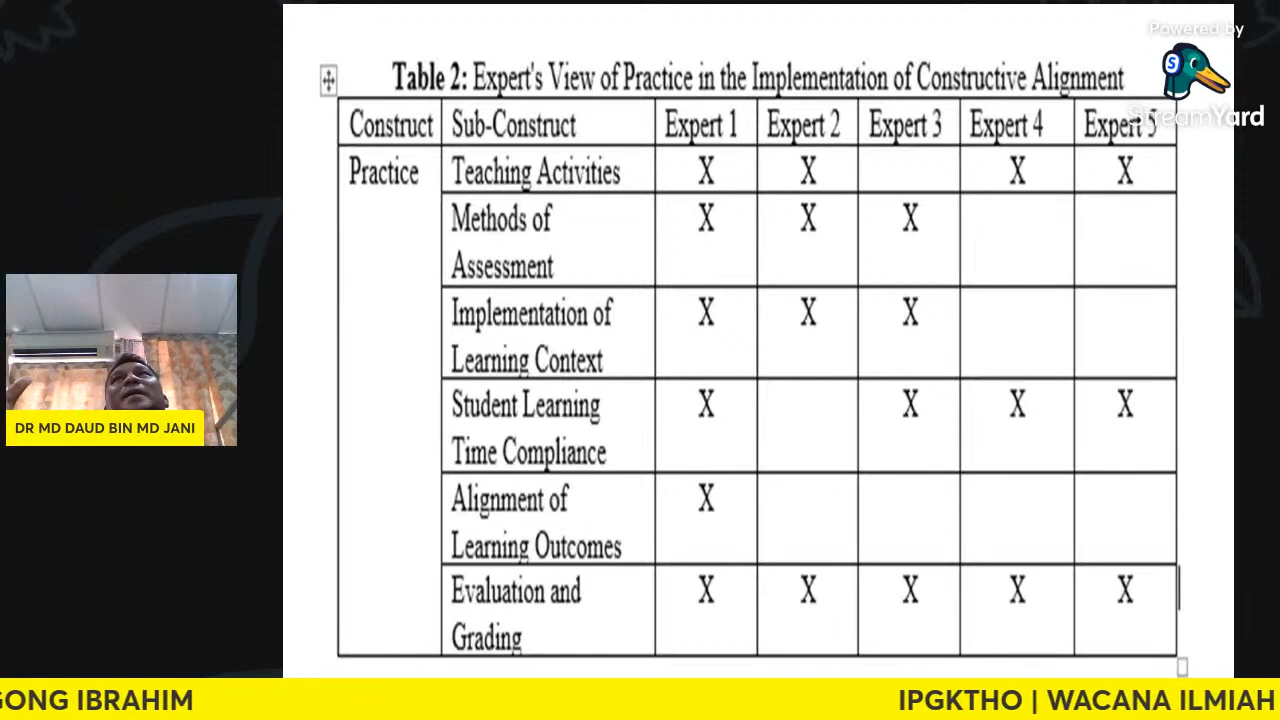 Powered by
StreamYard
Table 2: Expert's View of Practice in the Implementation of Constructive Alignment
Construct Sub-Construct Expert 1 Expert 2 Expert 3 Expert 4 Expert 5
Practice Teaching Activities X X X X
Methods of X X X
Assessment
Implementation of X X X
Learning Context
Student Learning X X X X
Time Compliance
Alignment of X
Learning Outcomes
Evaluation and X X X X X
Grading
DR MD DAUD BIN MD JANI
GONG IBRAHIM
IPGKTHO | WACANA ILMIAH